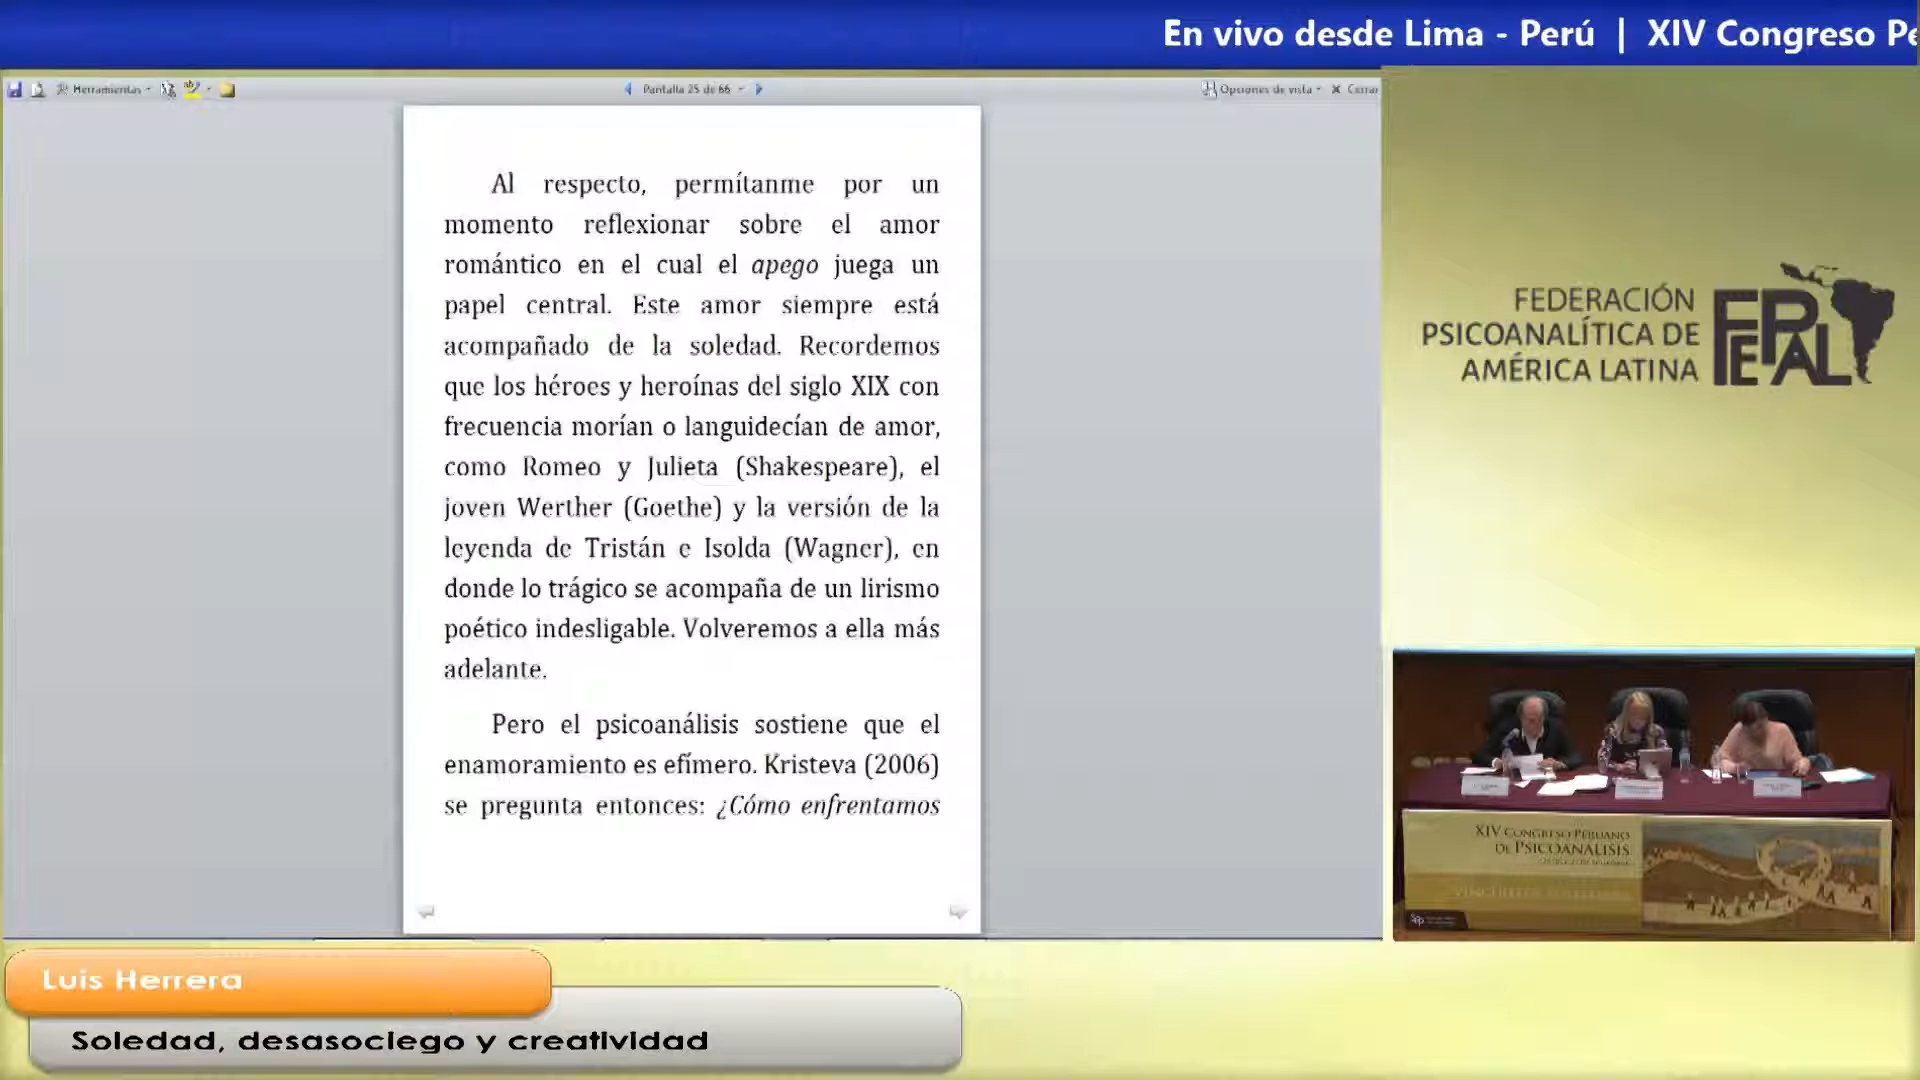 En vivo desde Lima - Perú | XIV Congreso Pe
Herramientas
Pantalla 25 de 66
Opciones de vista
Cerrar
Al respecto, permítanme por un
momento reflexionar sobre el amor
romántico en el cual el apego juega un
papel central. Este amor siempre está
acompañado de la soledad. Recordemos
que los héroes y heroínas del siglo XIX con
frecuencia morían o languidecían de amor,
como Romeo y Julieta (Shakespeare), el
joven Werther (Goethe) y la versión de la
leyenda de Tristán e Isolda (Wagner), en
donde lo trágico se acompaña de un lirismo
poético indesligable. Volveremos a ella más
adelante.
Pero el psicoanálisis sostiene que el
enamoramiento es efímero. Kristeva (2006)
se pregunta entonces: ¿Cómo enfrentamos
FEDERACIÓN
PSICOANALÍTICA DE
AMÉRICA LATINA
FEPAL
XIV CONGRESO PERUANO
DE PSICOANÁLISIS
Luis Herrera
Soledad, desasociego y creatividad